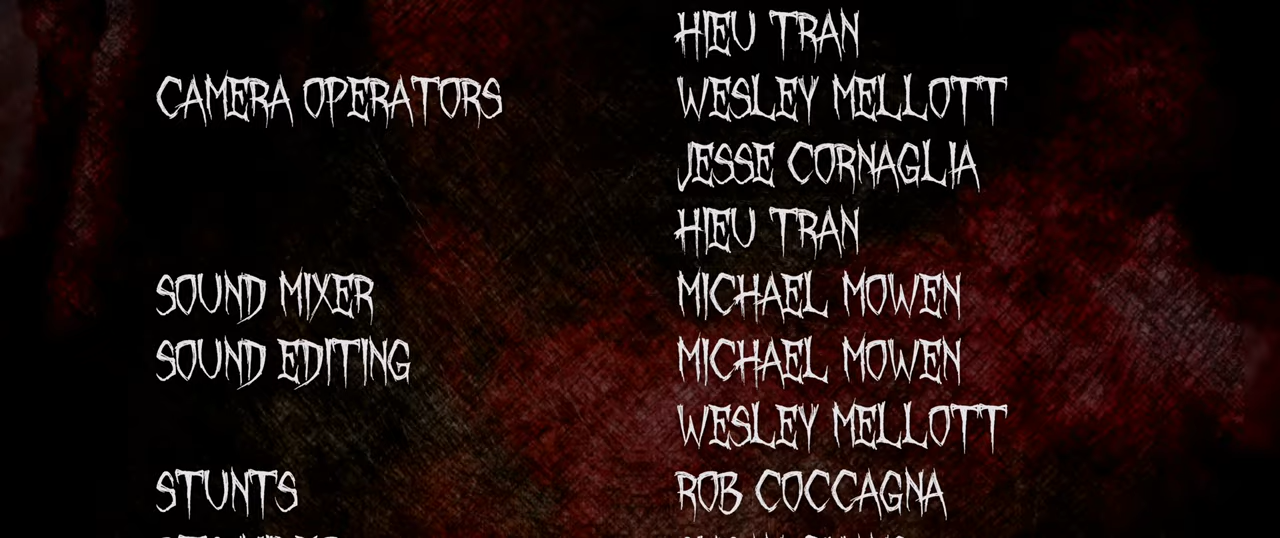 HIEU TRAN
CAMERA OPERATORS WESLEY MELLOTT
JESSE CORNAGLIA
HIEU TRAN
SOUND MIXER MICHAEL MOWEN
SOUND EDITING MICHAEL MOWEN
WESLEY MELLOTT
STUNTS ROB COCCAGNA